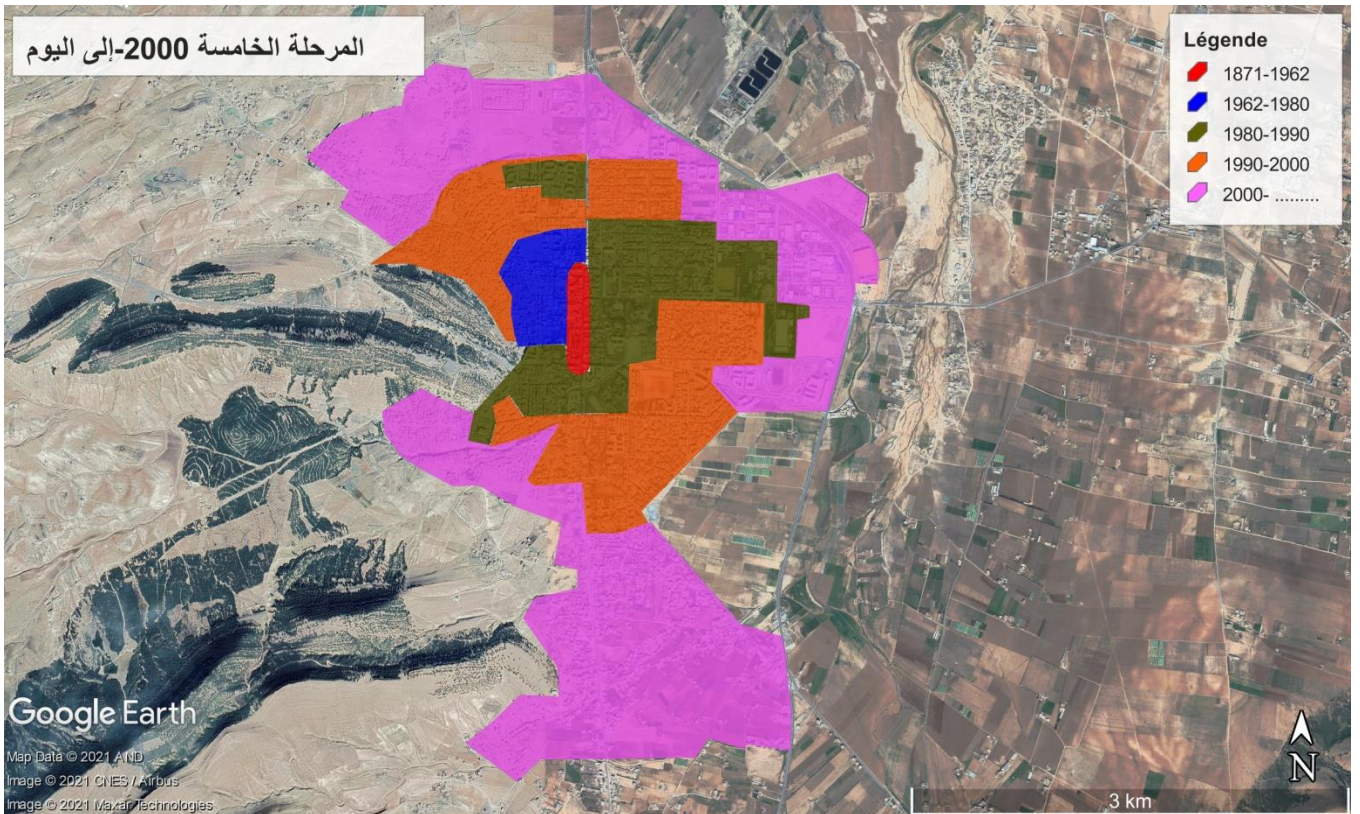 المرحلة الخامسة 2000-إلى اليوم
Légende
1871-1962
1962-1980
1980-1990
1990-2000
2000- .........
Google Earth
Map Data © 2021 AND
Image © 2021 CNES / Airbus
Image © 2021 Maxar Technologies
N
3 km